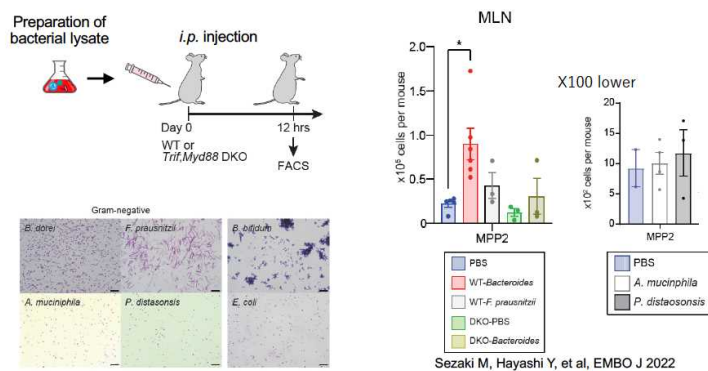 Preparation of
bacterial lysate
i.p. injection
Day 0
12 hrs
WT or
Trif,Myd88 DKO
FACS
Gram-negative
B. dorei
F. prausnitzii
B. bifidum
A. muciniphila
P. distasonsis
E. coli
MLN
x10⁵ cells per mouse
2.0
1.5
1.0
0.5
0
*
MPP2
PBS
WT-Bacteroides
WT-F. prausnitzii
DKO-PBS
DKO-Bacteroides
X100 lower
x10² cells per mouse
20
15
10
5
0
MPP2
PBS
A. mucinphila
P. distaosonsis
Sezaki M, Hayashi Y, et al, EMBO J 2022